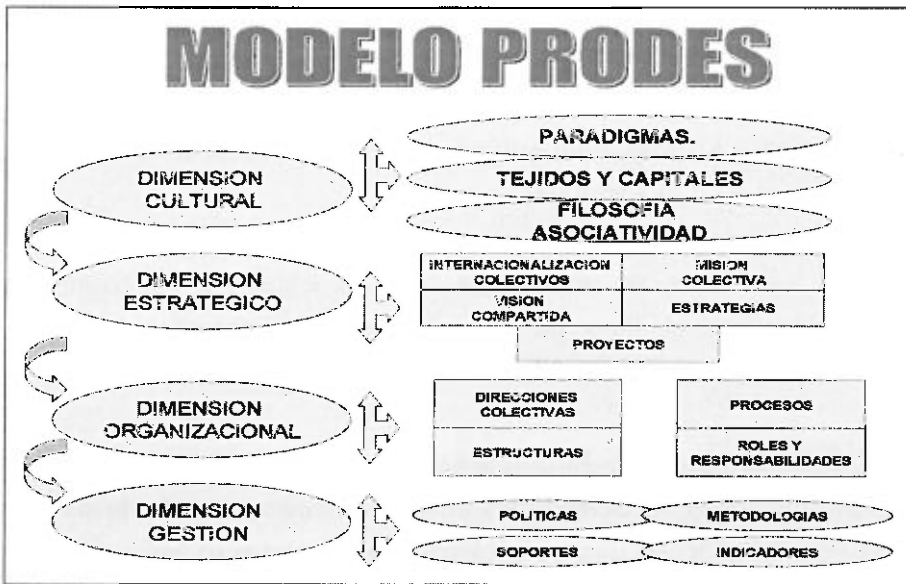 MODELO PRODES
DIMENSION
CULTURAL
PARADIGMAS.
TEJIDOS Y CAPITALES
FILOSOFIA
ASOCIATIVIDAD
DIMENSION
ESTRATEGICO
INTERNACIONALIZACION
COLECTIVOS
MISION
COLECTIVA
VISION
COMPARTIDA
ESTRATEGIAS
PROYECTOS
DIMENSION
ORGANIZACIONAL
DIRECCIONES
COLECTIVAS
PROCESOS
ESTRUCTURAS
ROLES Y
RESPONSABILIDADES
DIMENSION
GESTION
POLITICAS
METODOLOGIAS
SOPORTES
INDICADORES